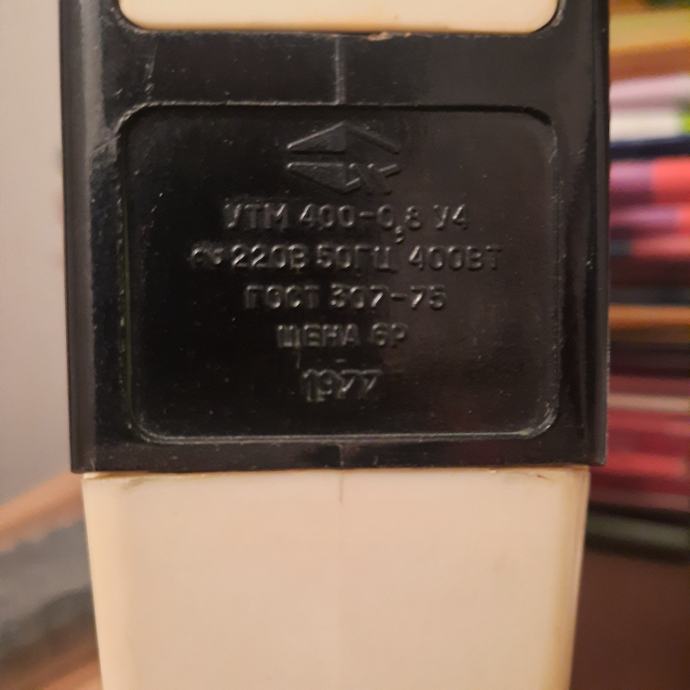 УТМ 400-0,8 У4
~220В 50ГЦ 400ВТ
ГОСТ 307-75
ЦЕНА 6Р
1977